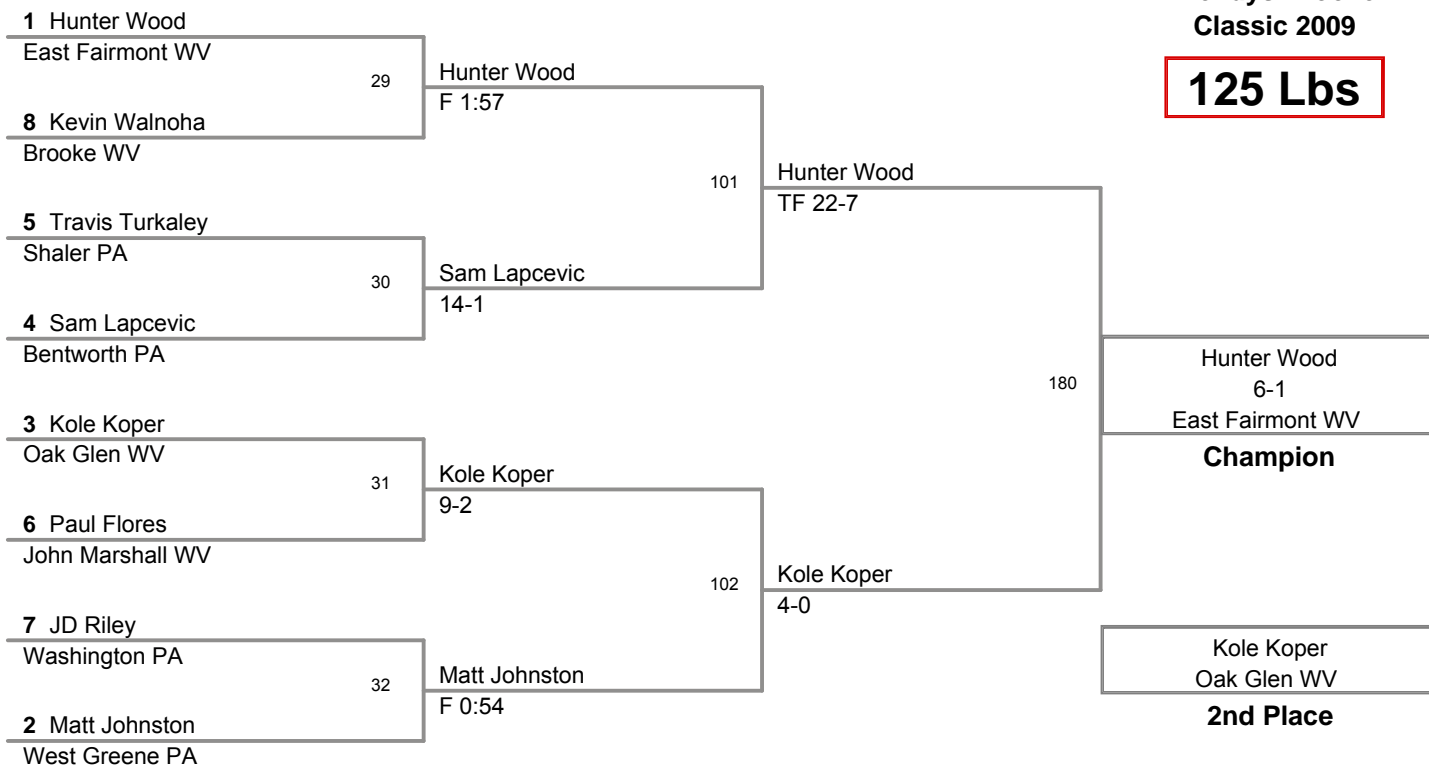 Classic 2009
125 Lbs
1 Hunter Wood
East Fairmont WV
29
8 Kevin Walnoha
Brooke WV
Hunter Wood
F 1:57
5 Travis Turkaley
Shaler PA
30
4 Sam Lapcevic
Bentworth PA
Sam Lapcevic
14-1
101
Hunter Wood
TF 22-7
3 Kole Koper
Oak Glen WV
31
6 Paul Flores
John Marshall WV
Kole Koper
9-2
7 JD Riley
Washington PA
32
2 Matt Johnston
West Greene PA
Matt Johnston
F 0:54
102
Kole Koper
4-0
180
Hunter Wood
6-1
East Fairmont WV
Champion
Kole Koper
Oak Glen WV
2nd Place